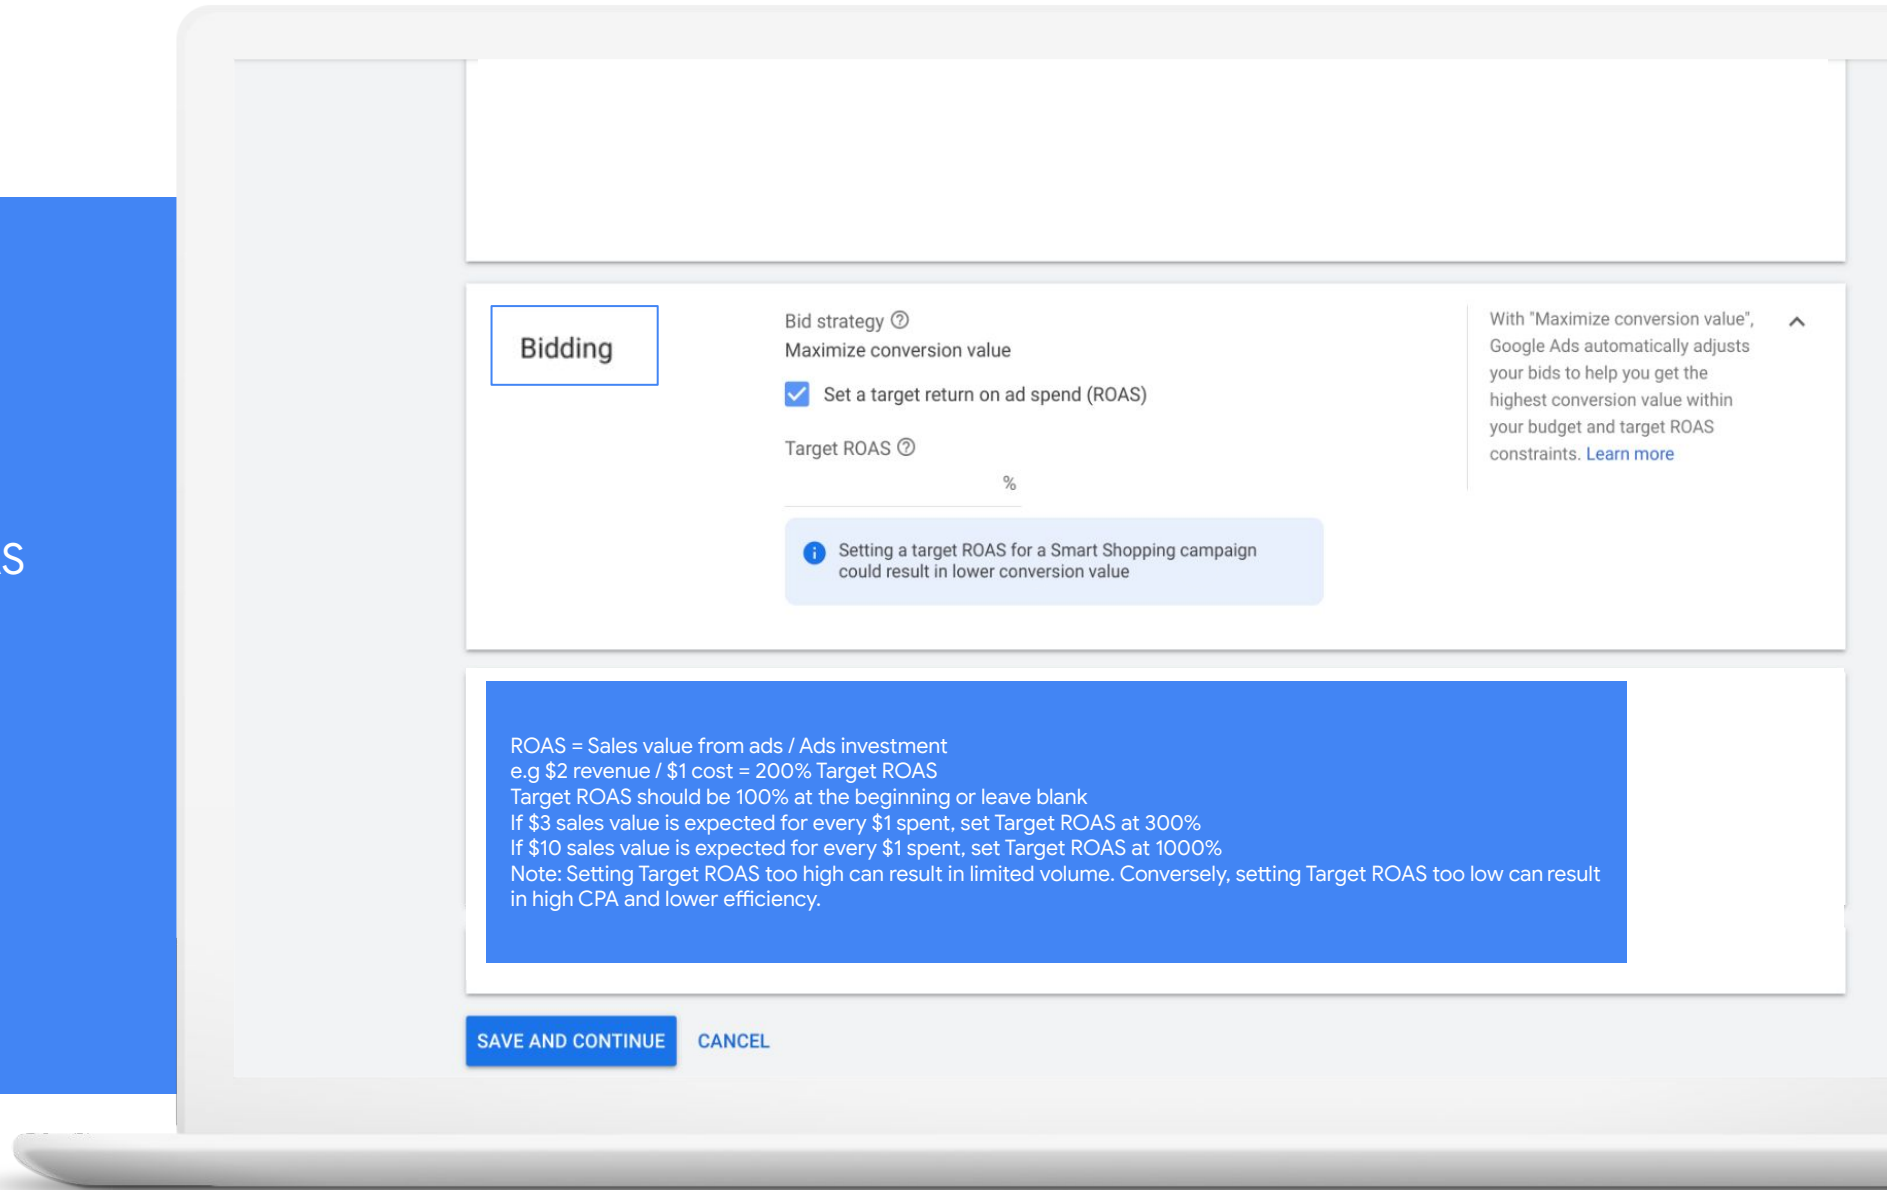 Bidding
Bid strategy
Maximize conversion value
Set a target return on ad spend (ROAS)
Target ROAS
%
Setting a target ROAS for a Smart Shopping campaign
could result in lower conversion value
With "Maximize conversion value",
Google Ads automatically adjusts
your bids to help you get the
highest conversion value within
your budget and target ROAS
constraints. Learn more
ROAS = Sales value from ads / Ads investment
e.g $2 revenue / $1 cost = 200% Target ROAS
Target ROAS should be 100% at the beginning or leave blank
If $3 sales value is expected for every $1 spent, set Target ROAS at 300%
If $10 sales value is expected for every $1 spent, set Target ROAS at 1000%
Note: Setting Target ROAS too high can result in limited volume. Conversely, setting Target ROAS too low can result
in high CPA and lower efficiency.
SAVE AND CONTINUE CANCEL